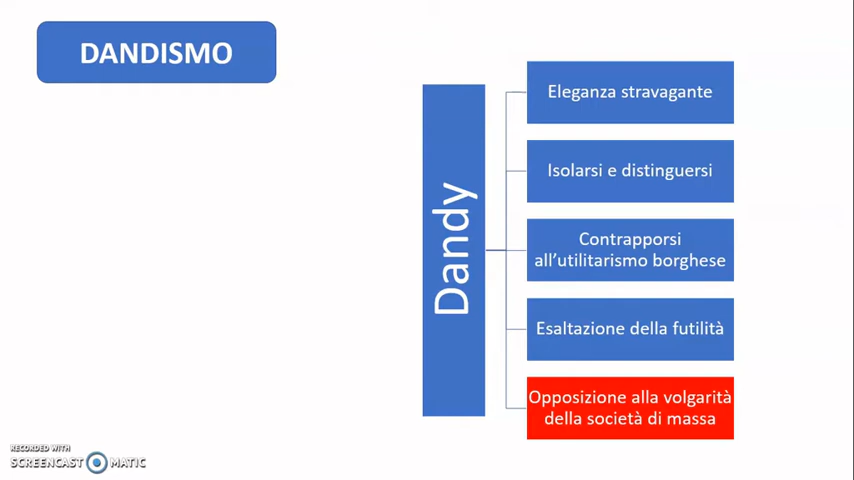 DANDISMO
Dandy
Eleganza stravagante
Isolarsi e distinguersi
Contrapporsi
all'utilitarismo borghese
Esaltazione della futilità
Opposizione alla volgarità
della società di massa
RECORDED WITH
SCREENCAST MATIC